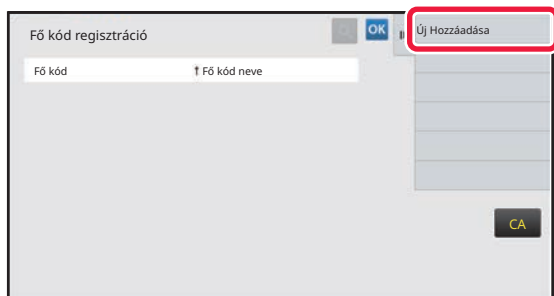 Fő kód regisztráció
OK
Új Hozzáadása
Fő kód
Fő kód neve
CA